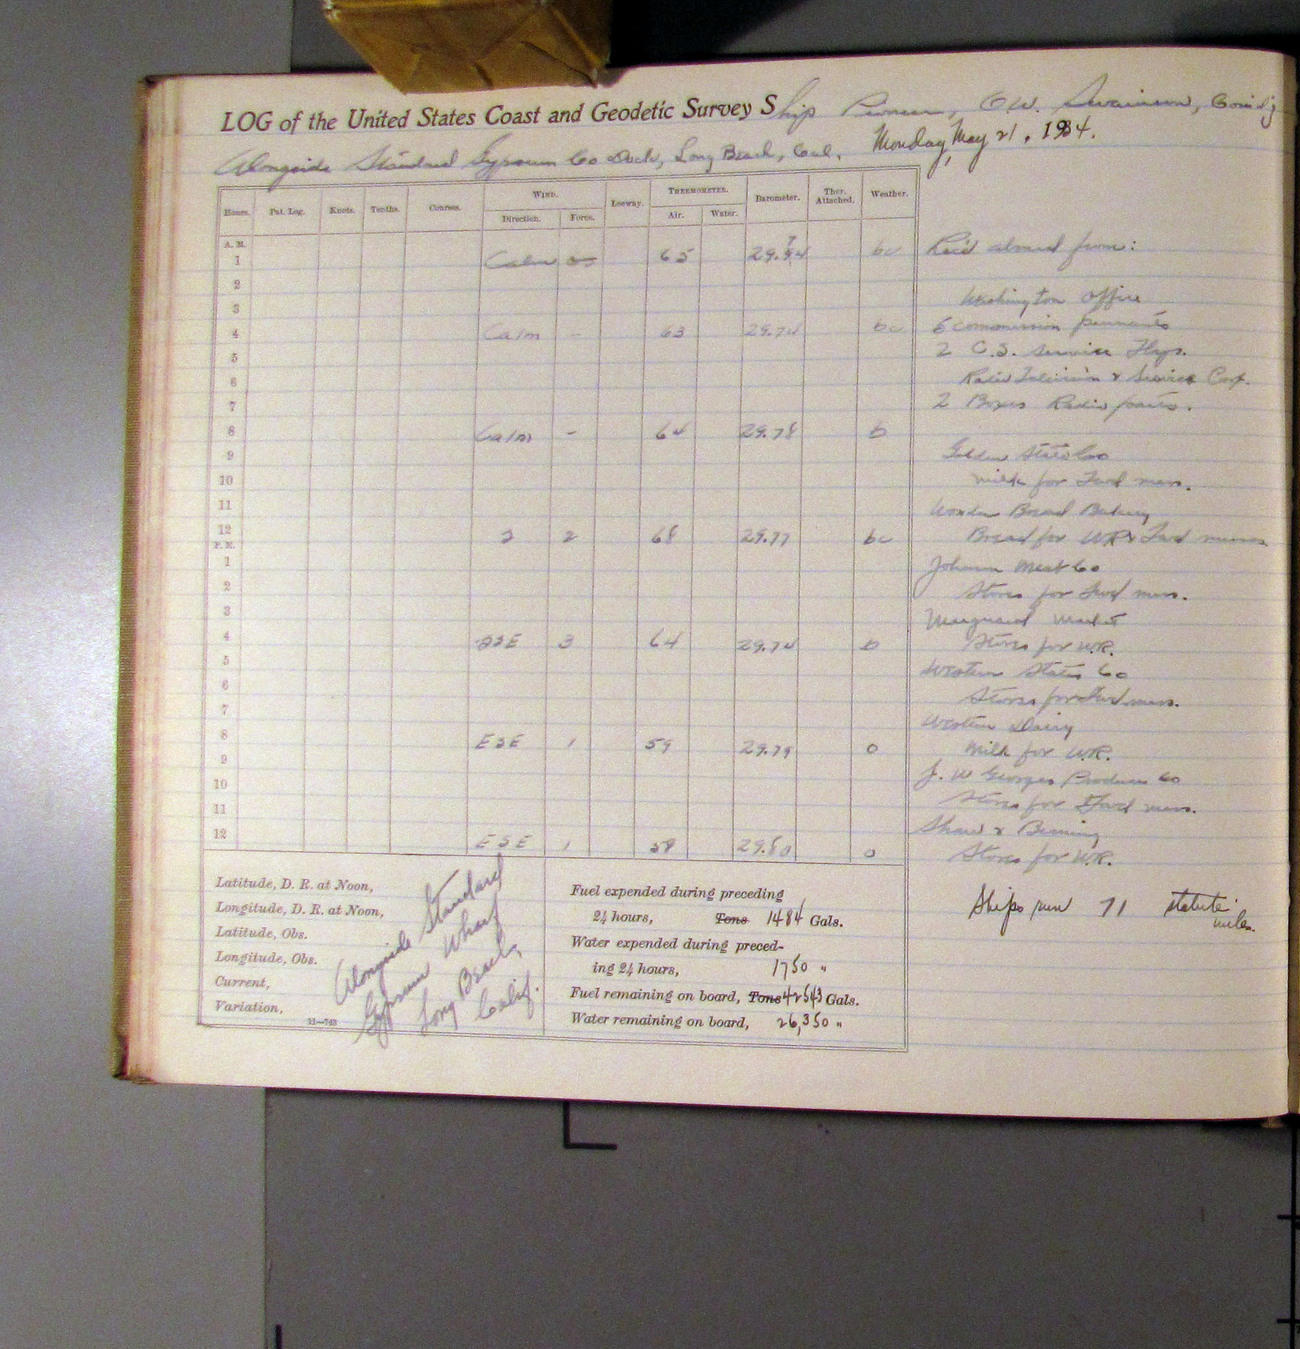 LOG of the United States Coast and Geodetic Survey Ship Pioneer, O.W. Swainson, Comd'g
Alongside Standard Gypsum Co Dock, Long Beach, Cal. Monday, May 21, 1934.
Hours. Pat. Log. Knots. Tenths. Courses. WIND. Leeway. THERMOMETER. Barometer. Ther. Attached. Weather.
Direction. Force. Air. Water.
A. M.
1 Calm 65 29.74 bc
2
3
4 Calm - 63 29.74 bc
5
6
7
8 Calm - 64 29.78 b
9
10
11
12 2 68 29.77 bc
P. M.
1
2
3
4 SSE 3 64 29.74 b
5
6
7
8 ESE 1 59 29.79 o
9
10
11
12 ESE 1 58 29.80 o
Rec'd aboard from:
Washington Office
6 commission pennants
2 C.S. Service Flags.
Radio Television & Service Corp.
2 Boxes Radio parts.
Golden State Co
milk for Fwd mess.
Wonder Bread Bakery
Bread for WR & Fwd messes
Johnson Meat Co
Stores for Fwd mess.
Market
Stores for W.R.
Western States Co
Stores for Fwd mess.
Western Dairy
Milk for W.R.
J. W Georges Produce Co
Stores for Fwd mess.
Shaw &
Stores for W.R.
Ships run 71 statute miles.
Latitude, D. R. at Noon,
Longitude, D. R. at Noon,
Latitude, Obs.
Longitude, Obs.
Current,
Variation,
11—743
Alongside Standard
Gypsum Wharf
Long Beach,
Calif.
Fuel expended during preceding
24 hours, Tons 1484 Gals.
Water expended during preced-
ing 24 hours, 1750 "
Fuel remaining on board, Tons 42543 Gals.
Water remaining on board, 26,350 "